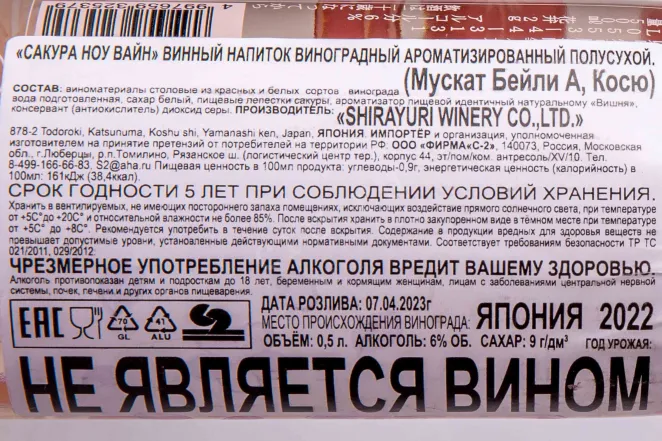 4 997659 325379
«САКУРА НОУ ВАЙН» ВИННЫЙ НАПИТОК ВИНОГРАДНЫЙ АРОМАТИЗИРОВАННЫЙ ПОЛУСУХОЙ.
СОСТАВ: виноматериалы столовые из красных и белых сортов винограда (Мускат Бейли А, Косю)
вода подготовленная, сахар белый, пищевые лепестки сакуры, ароматизатор пищевой идентичный натуральному «Вишня»,
консервант (антиокислитель) диоксид серы. ПРОИЗВОДИТЕЛЬ: «SHIRAYURI WINERY CO.,LTD.»
878-2 Todoroki, Katsunuma, Koshu shi, Yamanashi ken, Japan, ЯПОНИЯ. ИМПОРТЁР и организация, уполномоченная
изготовителем на принятие претензий от потребителей на территории РФ: ООО «ФИРМА«С-2», 140073, Россия, Московская
обл., г.Люберцы, р.п.Томилино, Рязанское ш. (логистический центр тер.), корпус 44, эт/пом/ком. антресоль/XV/10. Тел.
8-499-166-66-83, S2@aha.ru Пищевая ценность в 100мл продукта: углеводы-0,9г, энергетическая ценность (калорийность) в
100мл: 161кДж (38,4ккал).
СРОК ГОДНОСТИ 5 ЛЕТ ПРИ СОБЛЮДЕНИИ УСЛОВИЙ ХРАНЕНИЯ.
Хранить в вентилируемых, не имеющих постороннего запаха помещениях, исключающих воздействие прямого солнечного света, при температуре
от +5С° до +20С° и относительной влажности не более 85%. После вскрытия хранить в плотно закупоренном виде в тёмном месте при температуре
от +5С° до +8С°. Рекомендуется употребить в течение суток после вскрытия. Содержание в продукции вредных для здоровья веществ не
превышает допустимые уровни, установленные действующими нормативными документами. Соответствует требованиям безопасности ТР ТС
021/2011, 029/2012.
ЧРЕЗМЕРНОЕ УПОТРЕБЛЕНИЕ АЛКОГОЛЯ ВРЕДИТ ВАШЕМУ ЗДОРОВЬЮ.
Алкоголь противопоказан детям и подросткам до 18 лет, беременным и кормящим женщинам, лицам с заболеваниями центральной нервной
системы, почек, печени и других органов пищеварения.
EAC
70
GL
41
ALU
ДАТА РОЗЛИВА: 07.04.2023г
МЕСТО ПРОИСХОЖДЕНИЯ ВИНОГРАДА: ЯПОНИЯ 2022
ОБЪЁМ: 0,5 л. АЛКОГОЛЬ: 6% ОБ. САХАР: 9 г/дм³ ГОД УРОЖАЯ:
НЕ ЯВЛЯЕТСЯ ВИНОМ